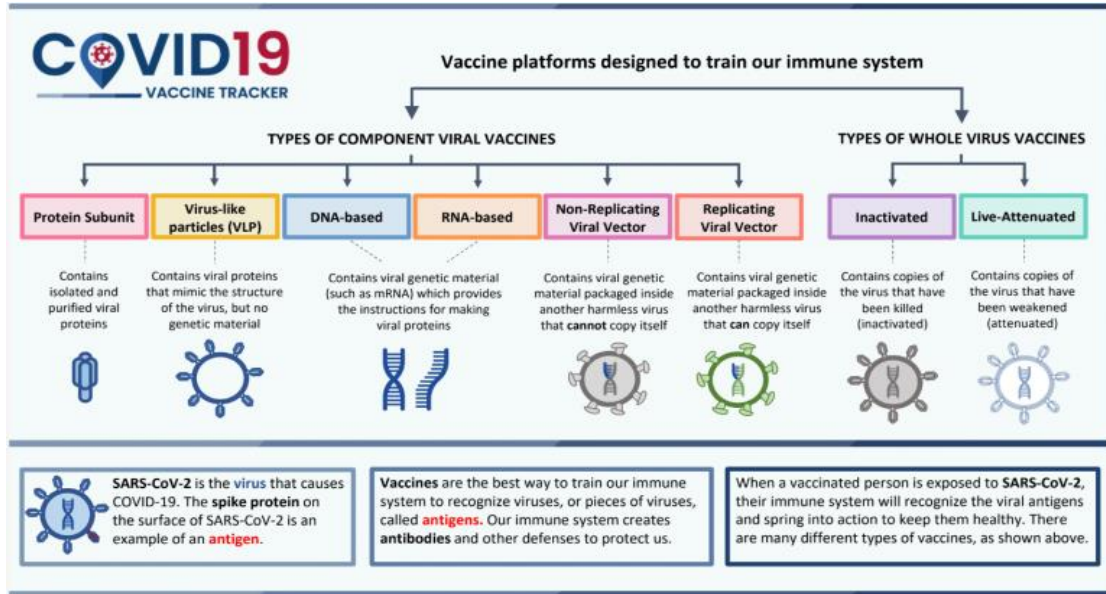 COVID19
VACCINE TRACKER
Vaccine platforms designed to train our immune system
TYPES OF COMPONENT VIRAL VACCINES
TYPES OF WHOLE VIRUS VACCINES
Protein Subunit
Contains
isolated and
purified viral
proteins
Virus-like
particles (VLP)
Contains viral proteins
that mimic the structure
of the virus, but no
genetic material
DNA-based
RNA-based
Contains viral genetic material
(such as mRNA) which provides
the instructions for making
viral proteins
Non-Replicating
Viral Vector
Contains viral genetic
material packaged inside
another harmless virus
that cannot copy itself
Replicating
Viral Vector
Contains viral genetic
material packaged inside
another harmless virus
that can copy itself
Inactivated
Contains copies of
the virus that have
been killed
(inactivated)
Live-Attenuated
Contains copies of
the virus that have
been weakened
(attenuated)
SARS-CoV-2 is the virus that causes
COVID-19. The spike protein on
the surface of SARS-CoV-2 is an
example of an antigen.
Vaccines are the best way to train our immune
system to recognize viruses, or pieces of viruses,
called antigens. Our immune system creates
antibodies and other defenses to protect us.
When a vaccinated person is exposed to SARS-CoV-2,
their immune system will recognize the viral antigens
and spring into action to keep them healthy. There
are many different types of vaccines, as shown above.